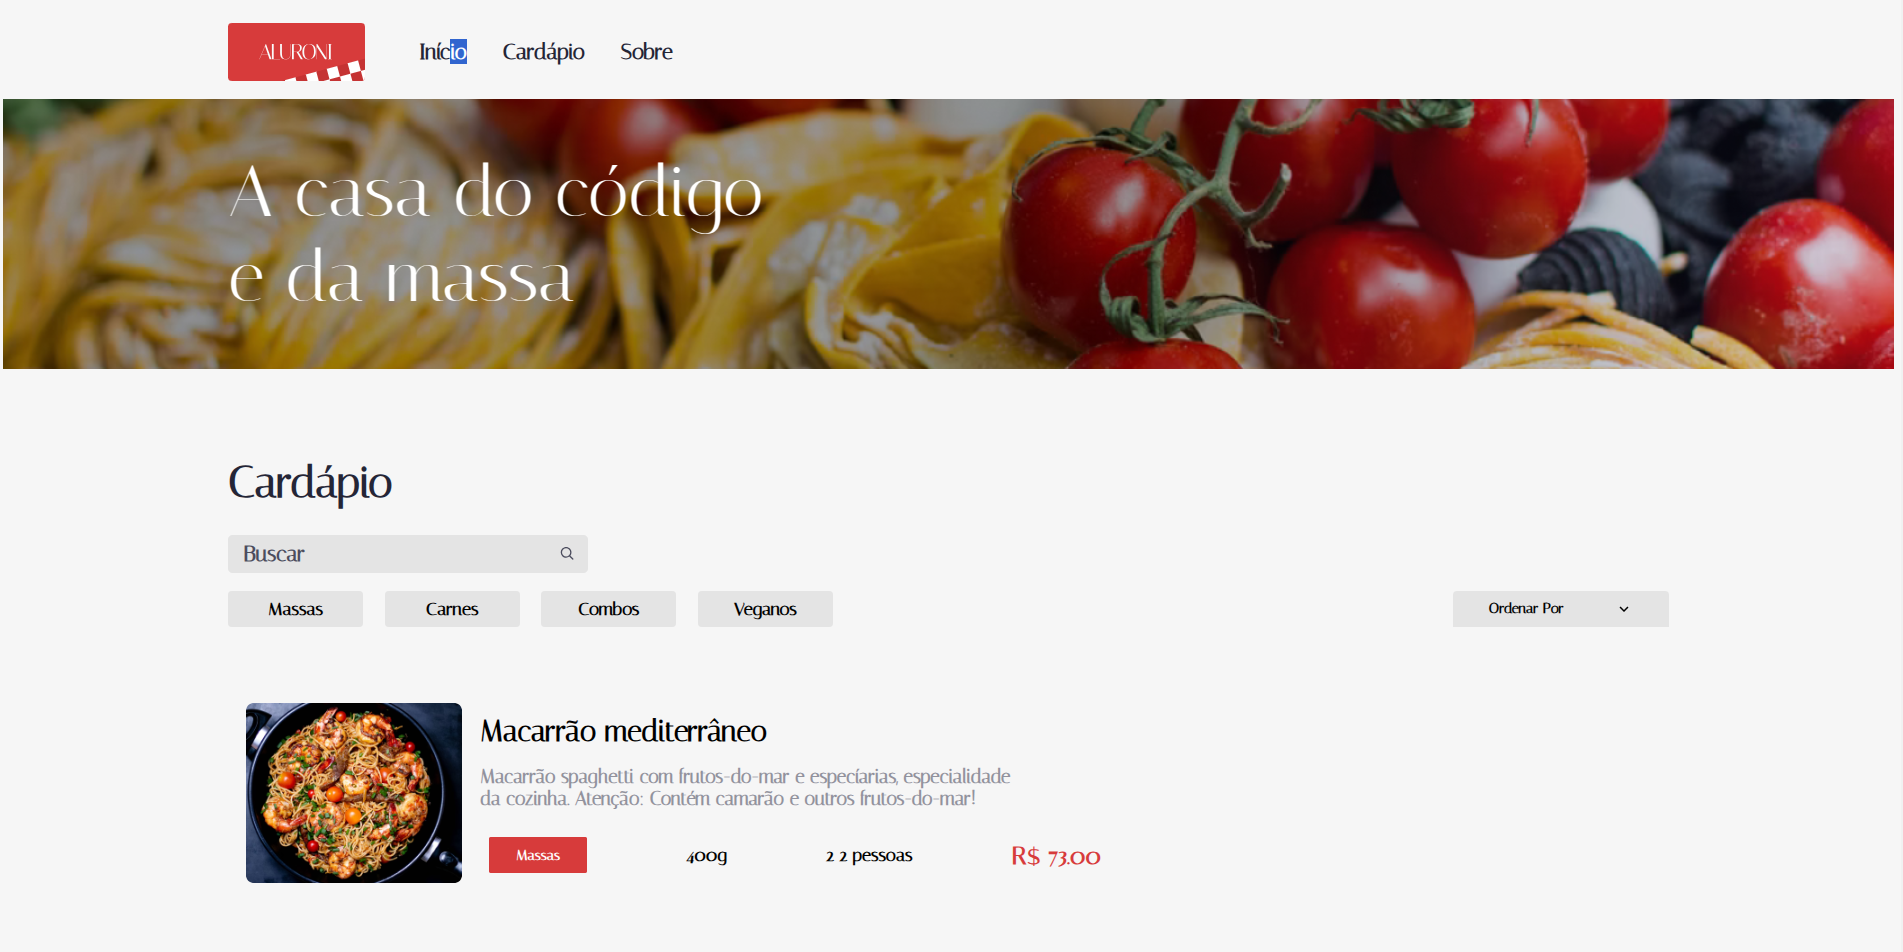 ALURONI
Início Cardápio Sobre
A casa do código
e da massa
Cardápio
Buscar
Massas Carnes Combos Veganos Ordenar Por
Macarrão mediterrâneo
Macarrão spaghetti com frutos-do-mar e especíarias, especialidade
da cozinha. Atenção: Contém camarão e outros frutos-do-mar!
Massas 400g 2 2 pessoas R$ 73.00